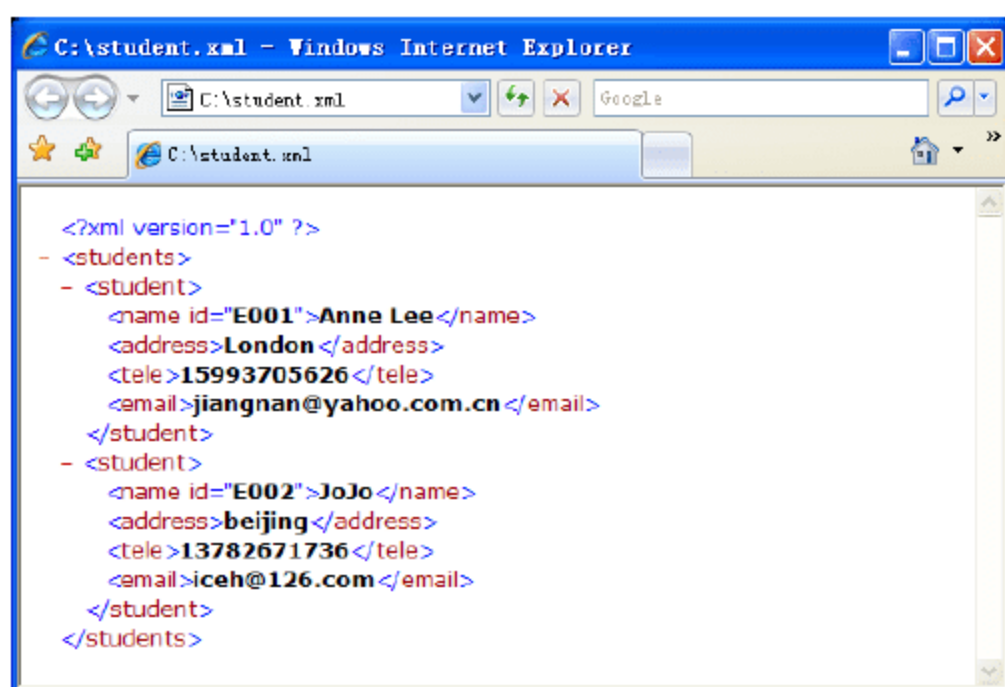 C:\student.xml - Windows Internet Explorer
C:\student.xml
Google
C:\student.xml
»
<?xml version="1.0" ?>
- <students>
- <student>
<name id="E001">Anne Lee</name>
<address>London</address>
<tele>15993705626</tele>
<email>jiangnan@yahoo.com.cn</email>
</student>
- <student>
<name id="E002">JoJo</name>
<address>beijing</address>
<tele>13782671736</tele>
<email>iceh@126.com</email>
</student>
</students>